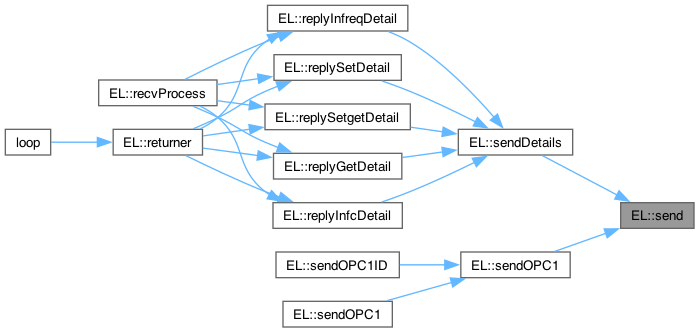 EL::replyInfreqDetail
EL::replySetDetail
EL::recvProcess
EL::replySetgetDetail
loop
EL::returner
EL::sendDetails
EL::replyGetDetail
EL::replyInfcDetail
EL::send
EL::sendOPC1ID
EL::sendOPC1
EL::sendOPC1